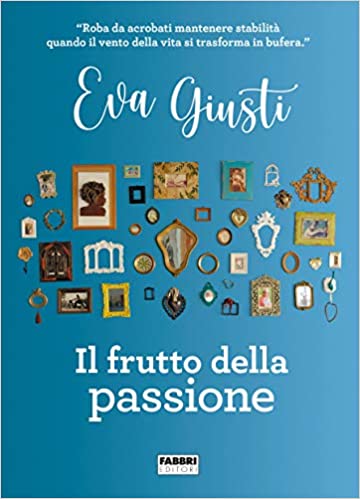 “Roba da acrobati mantenere stabilità
quando il vento della vita si trasforma in bufera.”
Eva Giusti
Il frutto della
passione
FABBRI
EDITORI